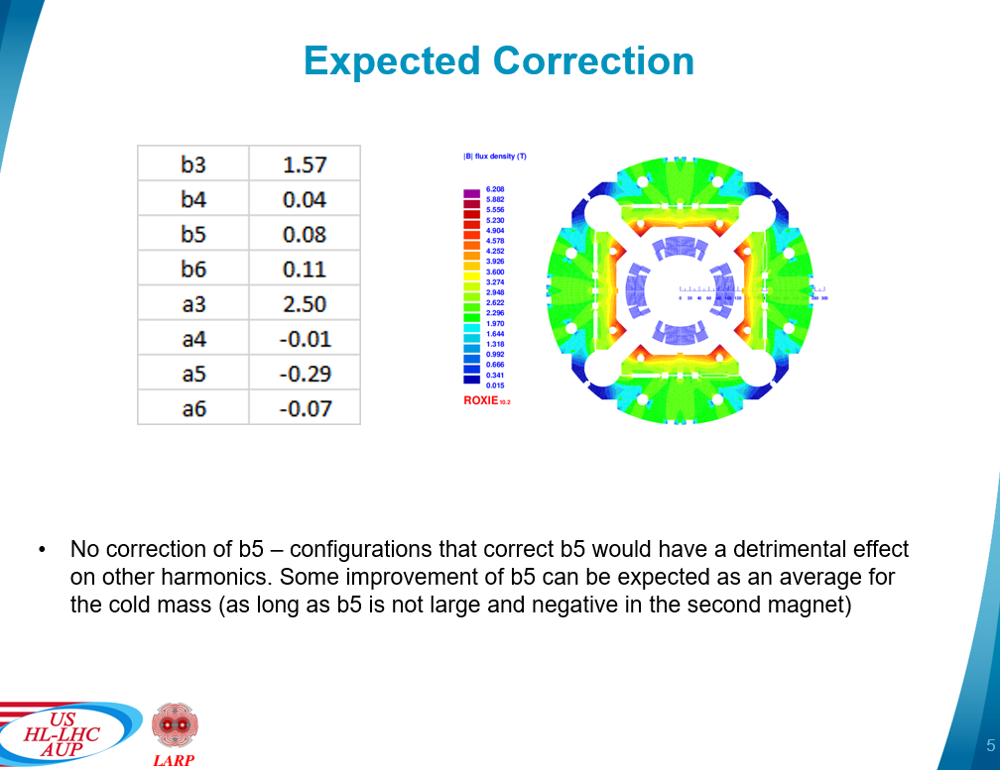 Expected Correction
b3 1.57
b4 0.04
b5 0.08
b6 0.11
a3 2.50
a4 -0.01
a5 -0.29
a6 -0.07
|B| flux density (T)
6.208
5.882
5.556
5.230
4.904
4.578
4.252
3.926
3.600
3.274
2.948
2.622
2.296
1.970
1.644
1.318
0.992
0.666
0.341
0.015
ROXIE 10.2
0 20 40 60
• No correction of b5 – configurations that correct b5 would have a detrimental effect
on other harmonics. Some improvement of b5 can be expected as an average for
the cold mass (as long as b5 is not large and negative in the second magnet)
US
HL-LHC
AUP
LARP
5